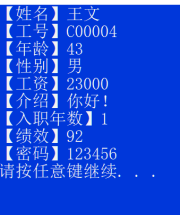 【姓名】王文
【工号】C00004
【年龄】43
【性别】男
【工资】23000
【介绍】你好！
【入职年数】1
【绩效】92
【密码】123456
请按任意键继续. . .